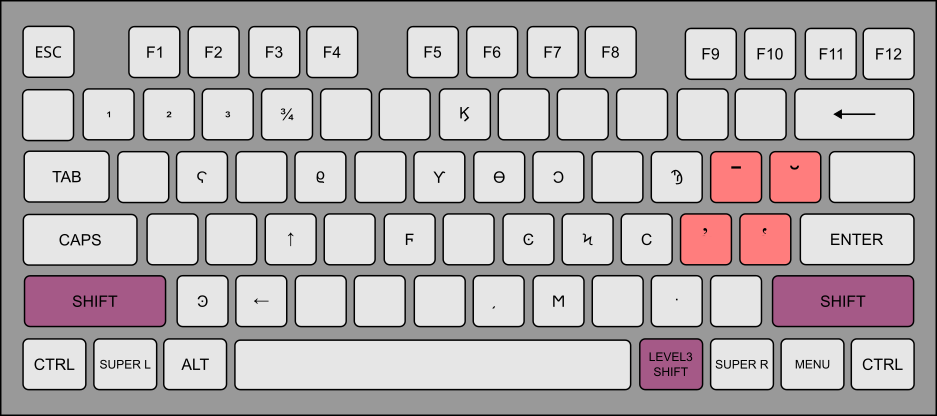 ESC F1 F2 F3 F4 F5 F6 F7 F8 F9 F10 F11 F12
¹ ² ³ ¾ Ϗ ←
TAB Ϛ ϱ ϒ ϴ Ͻ Ϡ ¯ ˘
CAPS ↑ Ϝ Ͼ Ϟ Ϲ ᾽ ῾ ENTER
SHIFT Ͽ ← ͵ Ϻ · SHIFT
CTRL SUPER L ALT LEVEL3 SHIFT SUPER R MENU CTRL